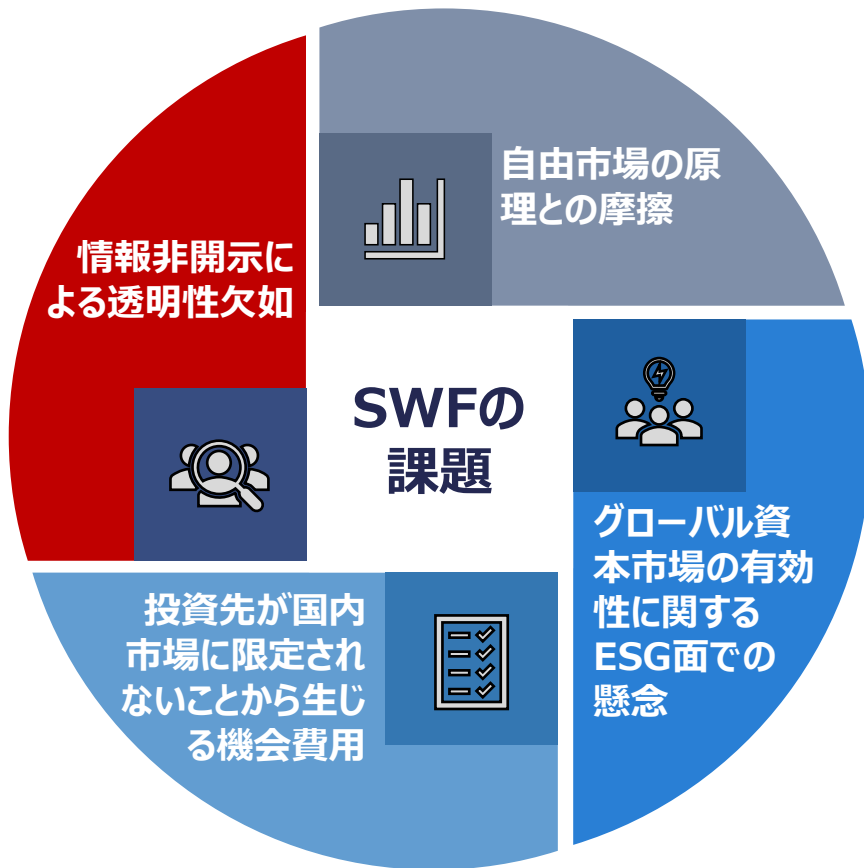 自由市場の原
理との摩擦
情報非開示に
よる透明性欠如
SWFの
課題
グローバル資
本市場の有効
性に関する
ESG面での
懸念
投資先が国内
市場に限定され
ないことから生じ
る機会費用